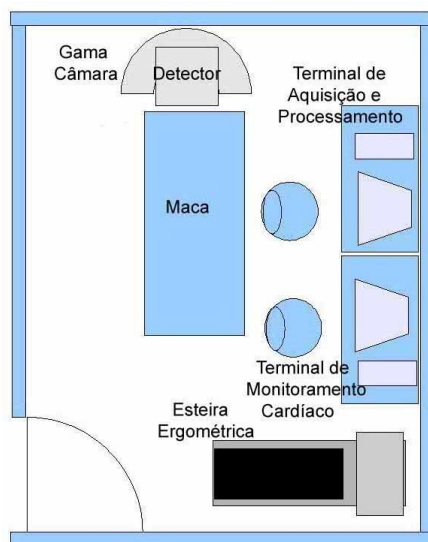 Gama
Câmara
Detector
Terminal de
Aquisição e
Processamento
Maca
Terminal de
Monitoramento
Cardíaco
Esteira
Ergométrica